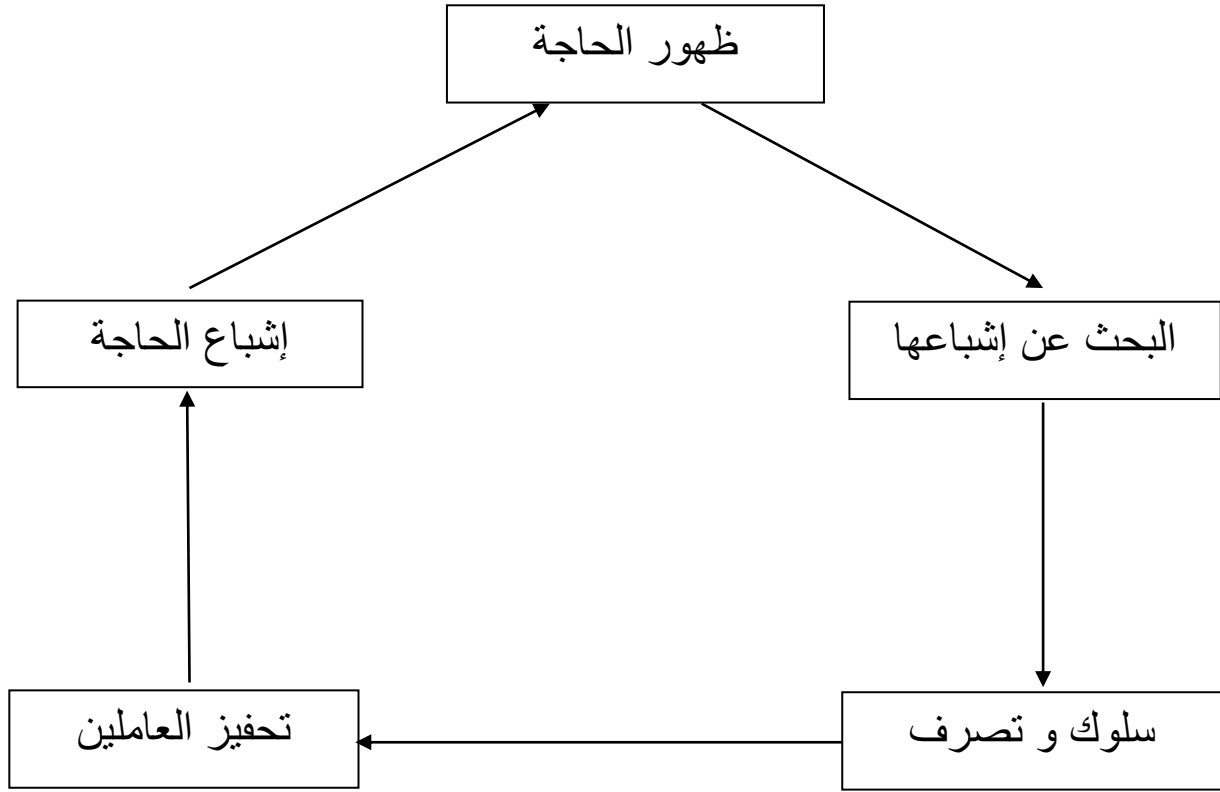 ظهور الحاجة
البحث عن إشباعها
إشباع الحاجة
سلوك و تصرف
تحفيز العاملين